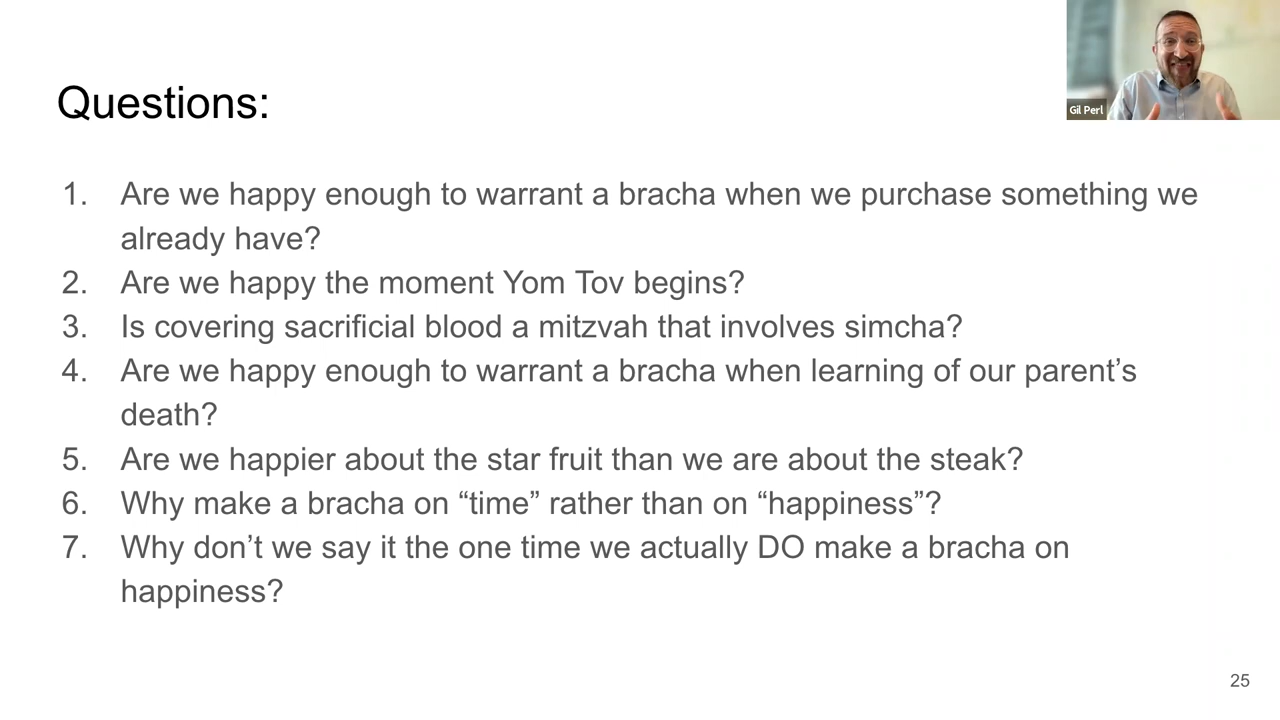 Gil Perl
Questions:
1. Are we happy enough to warrant a bracha when we purchase something we
already have?
2. Are we happy the moment Yom Tov begins?
3. Is covering sacrificial blood a mitzvah that involves simcha?
4. Are we happy enough to warrant a bracha when learning of our parent’s
death?
5. Are we happier about the star fruit than we are about the steak?
6. Why make a bracha on “time” rather than on “happiness”?
7. Why don’t we say it the one time we actually DO make a bracha on
happiness?
25